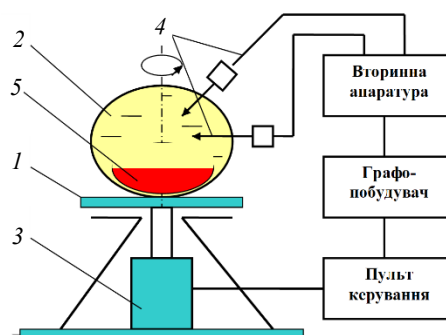 4
2
5
1
3
Вторинна
апаратура
Графо-
побудувач
Пульт
керування